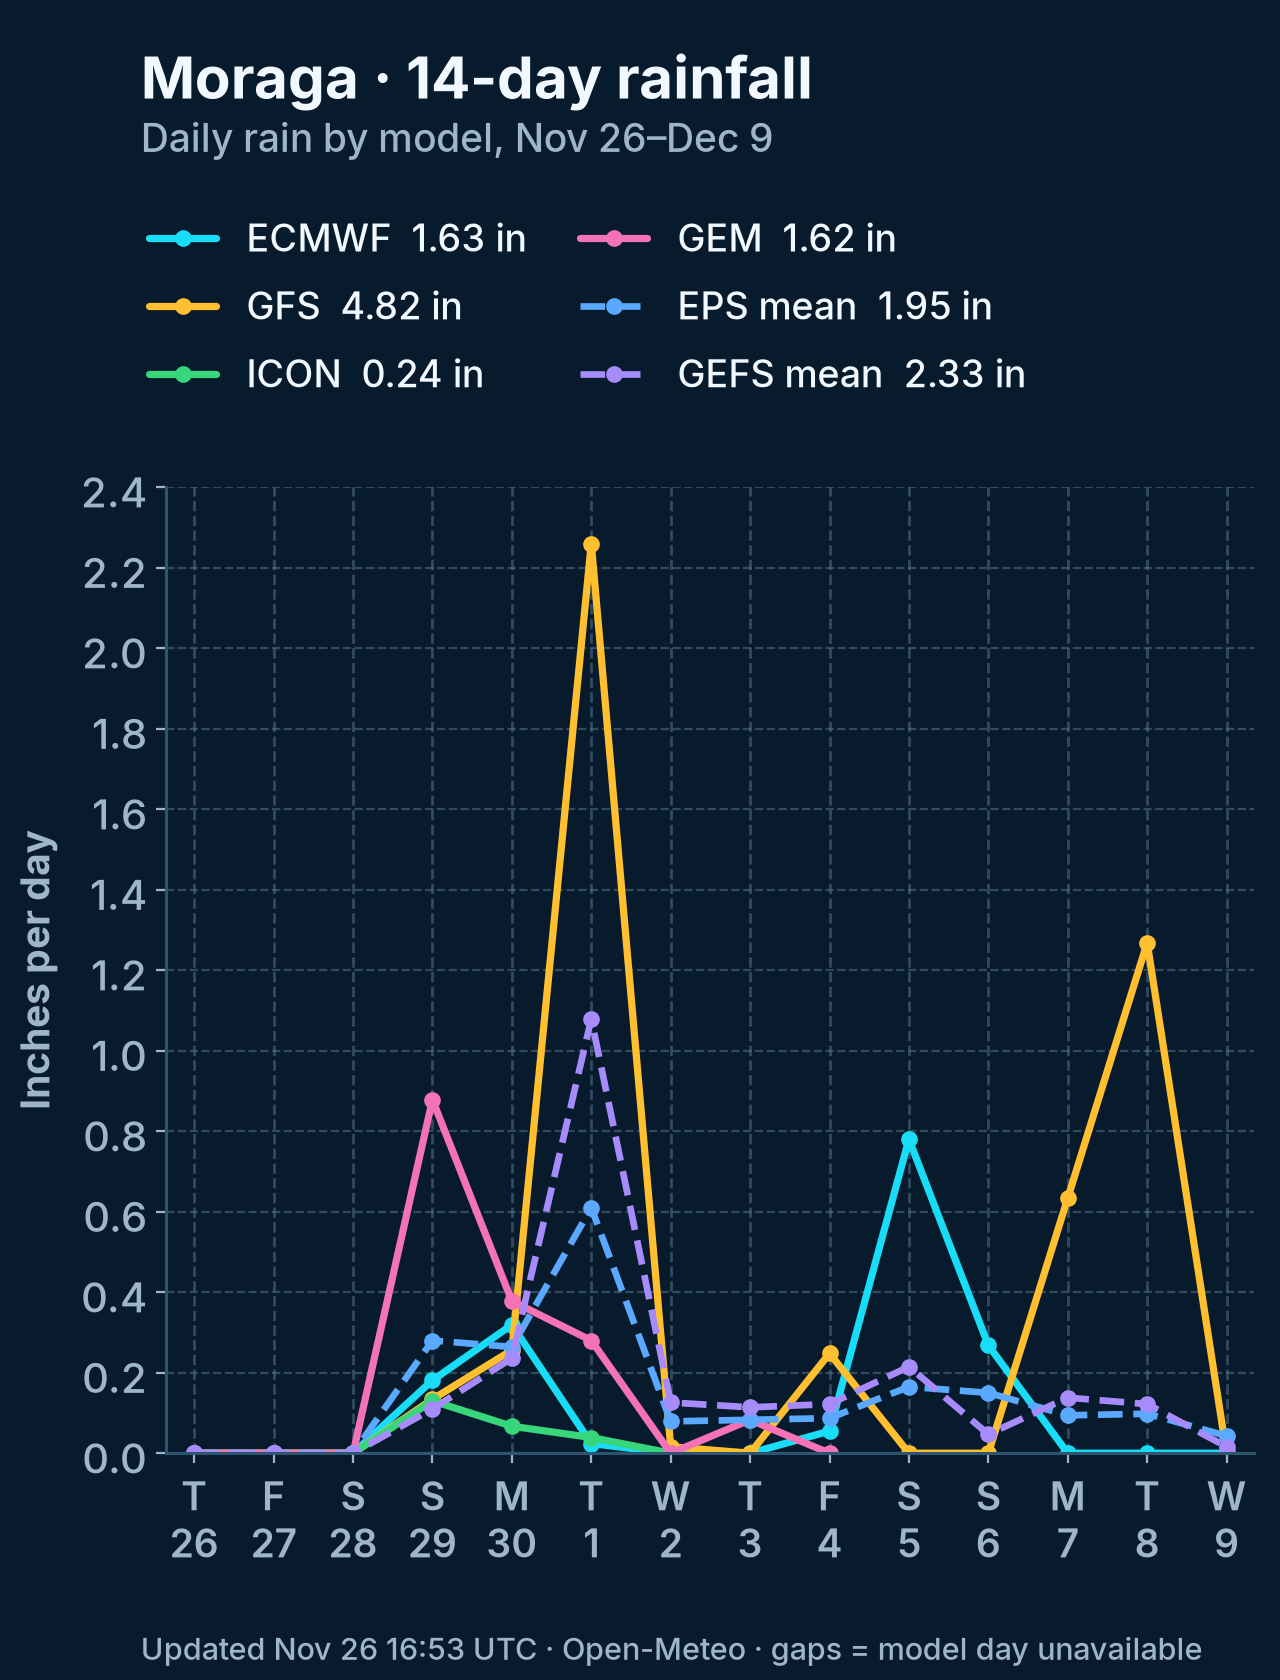 Moraga · 14-day rainfall
Daily rain by model, Nov 26–Dec 9
ECMWF 1.63 in
GEM 1.62 in
GFS 4.82 in
EPS mean 1.95 in
ICON 0.24 in
GEFS mean 2.33 in
Inches per day
2.4
2.2
2.0
1.8
1.6
1.4
1.2
1.0
0.8
0.6
0.4
0.2
0.0
T F S S M T W T F S S M T W
26 27 28 29 30 1 2 3 4 5 6 7 8 9
Updated Nov 26 16:53 UTC · Open-Meteo · gaps = model day unavailable